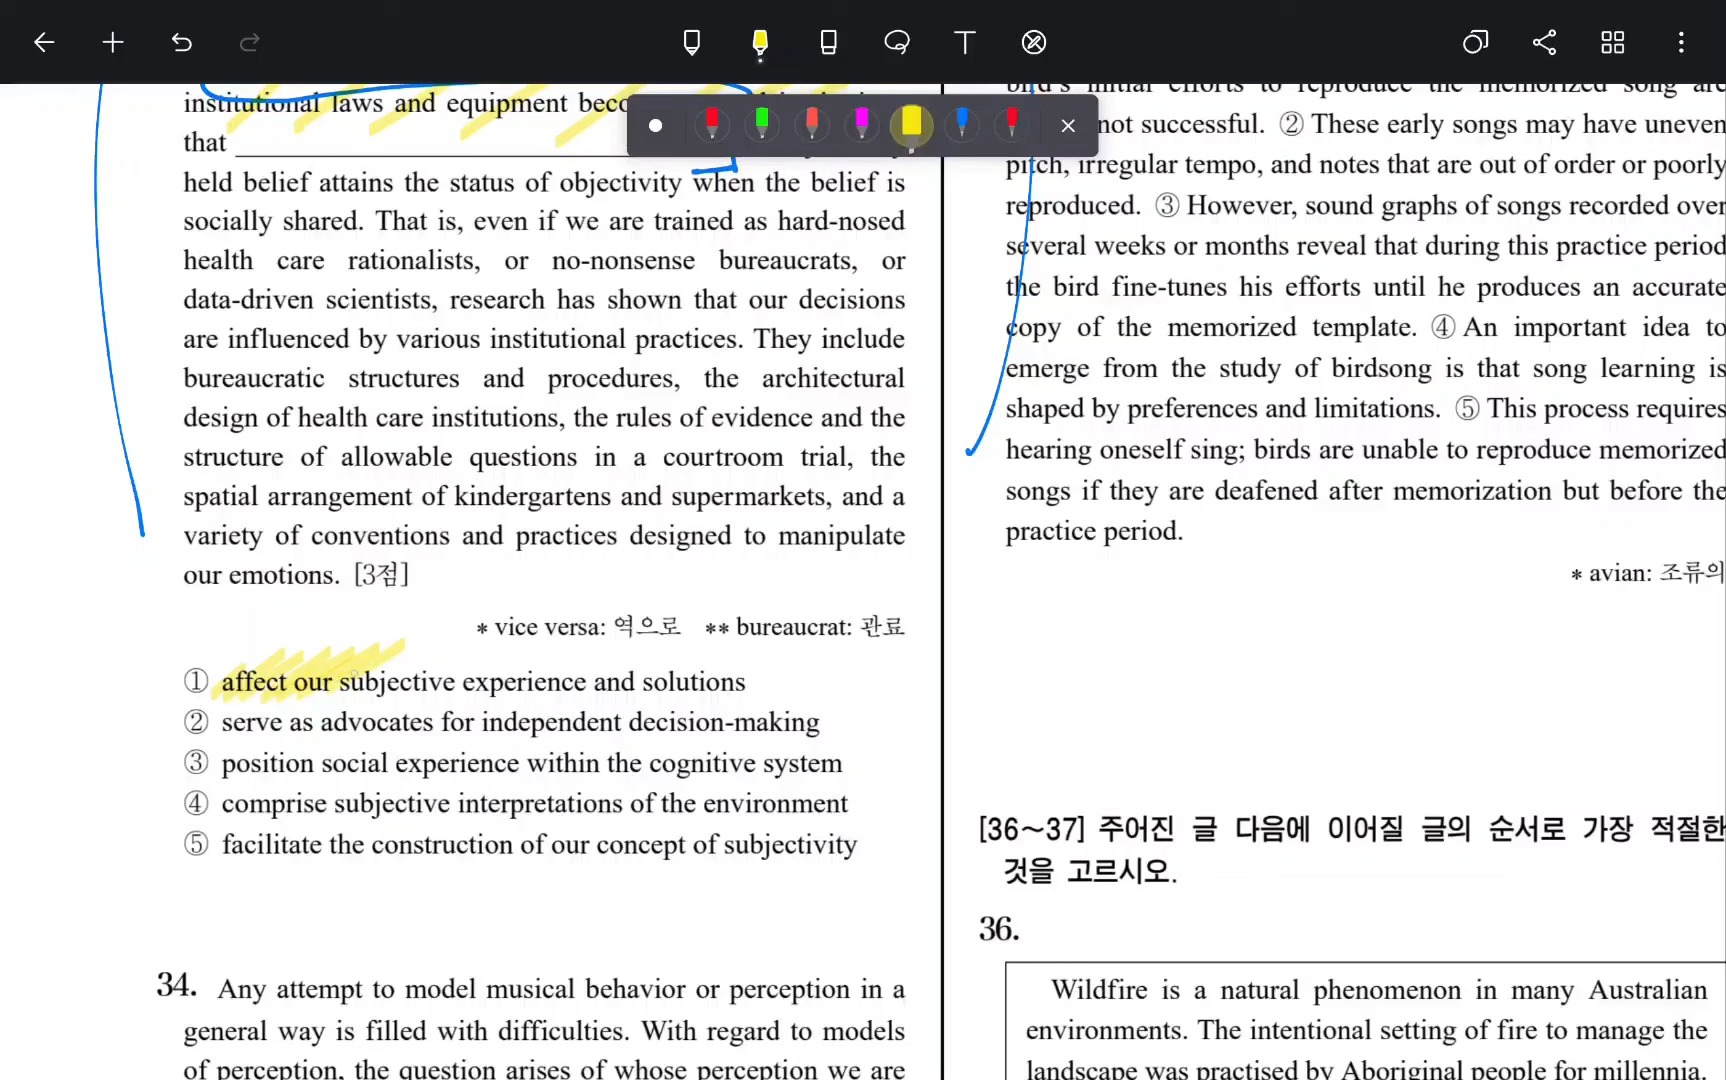 institutional laws and equipment
that
held belief attains the status of objectivity when the belief is
socially shared. That is, even if we are trained as hard-nosed
health care rationalists, or no-nonsense bureaucrats, or
data-driven scientists, research has shown that our decisions
are influenced by various institutional practices. They include
bureaucratic structures and procedures, the architectural
design of health care institutions, the rules of evidence and the
structure of allowable questions in a courtroom trial, the
spatial arrangement of kindergartens and supermarkets, and a
variety of conventions and practices designed to manipulate
our emotions. [3점]
* vice versa: 역으로 ** bureaucrat: 관료
① affect our subjective experience and solutions
② serve as advocates for independent decision-making
③ position social experience within the cognitive system
④ comprise subjective interpretations of the environment
⑤ facilitate the construction of our concept of subjectivity
34. Any attempt to model musical behavior or perception in a
general way is filled with difficulties. With regard to models
of perception, the question arises of whose perception we are
bird's initial efforts to reproduce the memorized song are
not successful. ② These early songs may have uneven
pitch, irregular tempo, and notes that are out of order or poorly
reproduced. ③ However, sound graphs of songs recorded over
several weeks or months reveal that during this practice period
the bird fine-tunes his efforts until he produces an accurate
copy of the memorized template. ④ An important idea to
emerge from the study of birdsong is that song learning is
shaped by preferences and limitations. ⑤ This process requires
hearing oneself sing; birds are unable to reproduce memorized
songs if they are deafened after memorization but before the
practice period.
* avian: 조류의
[36~37] 주어진 글 다음에 이어질 글의 순서로 가장 적절한
것을 고르시오.
36.
Wildfire is a natural phenomenon in many Australian
environments. The intentional setting of fire to manage the
landscape was practised by Aboriginal people for millennia.